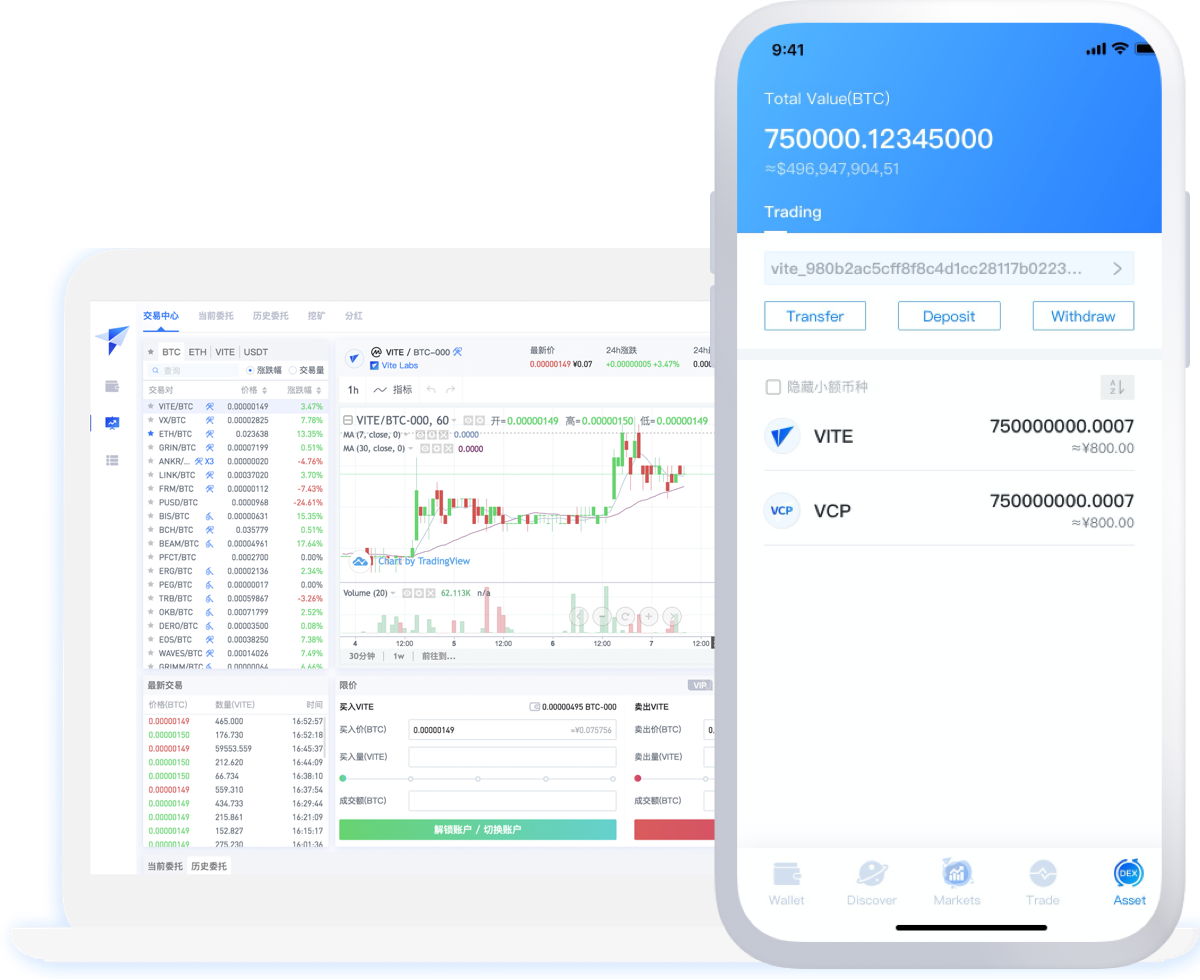 9:41
Total Value(BTC)
750000.12345000
≈$496,947,904,51
Trading
vite_980b2ac5cff8f8c4d1cc28117b0223...
Transfer Deposit Withdraw
隐藏小额币种
VITE 750000000.0007
≈¥800.00
VCP VCP 750000000.0007
≈¥800.00
DEX
Wallet Discover Markets Trade Asset
交易中心 当前委托 历史委托 挖矿 分红
BTC ETH VITE USDT
查询 涨跌幅 交易量
交易对 价格 涨跌幅
VITE/BTC 0.00000149 3.47%
VX/BTC 0.00002825 7.78%
ETH/BTC 0.023638 13.35%
GRIN/BTC 0.00007199 0.51%
ANKR/... X3 0.00000020 -4.76%
LINK/BTC 0.00037020 3.70%
FRM/BTC 0.00000112 -7.43%
PUSD/BTC 0.0000968 -24.61%
BIS/BTC 0.00000631 15.35%
BCH/BTC 0.035779 0.51%
BEAM/BTC 0.00004961 17.64%
PFCT/BTC 0.0002700 0.00%
ERG/BTC 0.00002136 2.34%
PEG/BTC 0.00000017 0.00%
TRB/BTC 0.00059867 -3.26%
OKB/BTC 0.00071799 2.52%
DERO/BTC 0.00003500 0.08%
EOS/BTC 0.00038250 7.38%
WAVES/BTC 0.00014026 7.49%
GRIMM/BTC 0.00000064 6.66%
VITE / BTC-000
Vite Labs
最新价 24h涨跌
0.00000149 ¥0.07 +0.00000005 +3.47%
1h 指标
VITE/BTC-000, 60 开=0.00000149 高=0.00000150 低=0.00000149
MA (7, close, 0) 0.0000
MA (30, close, 0) 0.0000
Chart by TradingView
Volume (20) 62.113K n/a
4 12:00 5 12:00 6 12:00 7 12:00
30分钟 1w 前往到...
最新交易
价格(BTC) 数量(VITE) 时间
0.00000149 465.000 16:52:57
0.00000150 176.730 16:52:18
0.00000149 59553.559 16:45:37
0.00000150 212.620 16:44:09
0.00000150 66.734 16:38:10
0.00000149 559.310 16:37:54
0.00000149 434.733 16:29:44
0.00000149 215.861 16:21:09
0.00000149 152.827 16:15:17
0.00000149 275.230 16:01:36
当前委托 历史委托
限价 VIP
买入VITE 0.00000495 BTC-000 卖出VITE
买入价(BTC) 0.00000149 ≈¥0.075756 卖出价(BTC) 0.
买入量(VITE) 卖出量(VITE)
成交额(BTC) 成交额(BTC)
解锁账户 / 切换账户